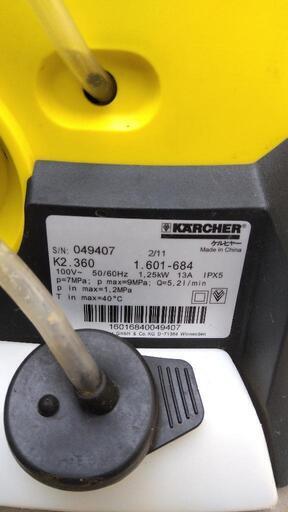 KÄRCHER
ケルヒャー
Made in China
S/N: 049407 2/11
K2.360 1.601-684
100V~ 50/60Hz 1,25kW 13A IPX5
p=7MPa; p max=9MPa; Q=5,2l/min
p in max=1,2MPa
T in max=40°C
16016840049407
GmbH & Co. KG D-71364 Winnenden